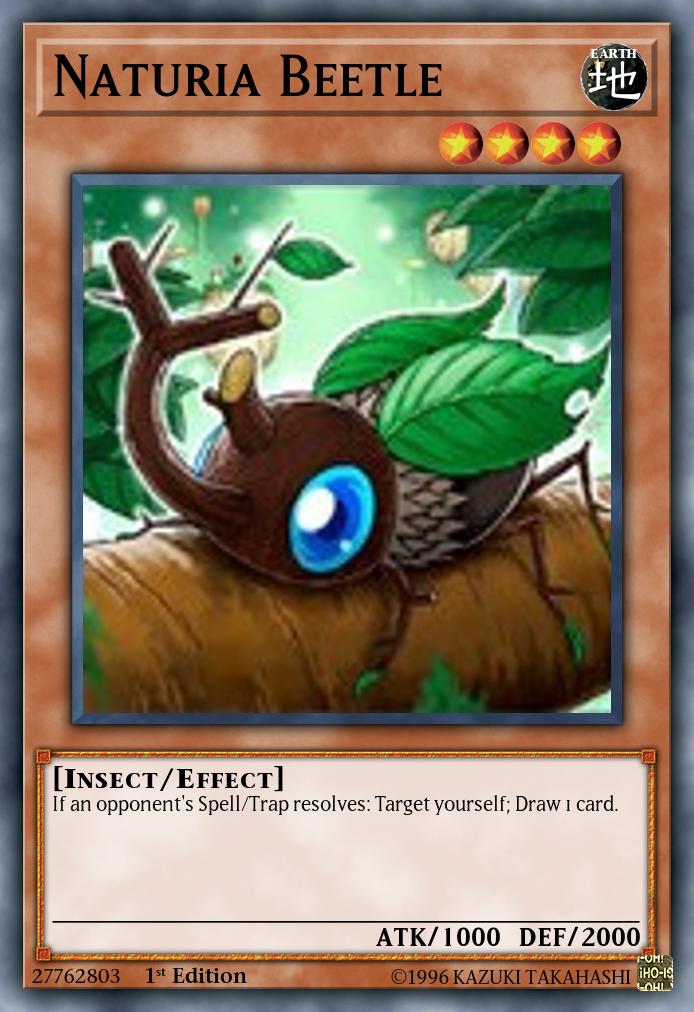 NATURIA BEETLE
EARTH
地
[INSECT/EFFECT]
If an opponent's Spell/Trap resolves: Target yourself; Draw 1 card.
ATK/1000 DEF/2000
27762803 1st Edition ©1996 KAZUKI TAKAHASHI